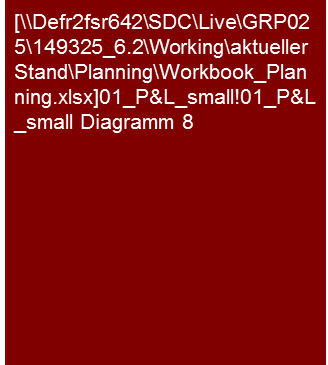 [\\Defr2fsr642\SDC\Live\GRP02
5\149325_6.2\Working\aktueller
Stand\Planning\Workbook_Plan
ning.xlsx]01_P&L_small!01_P&L
_small Diagramm 8